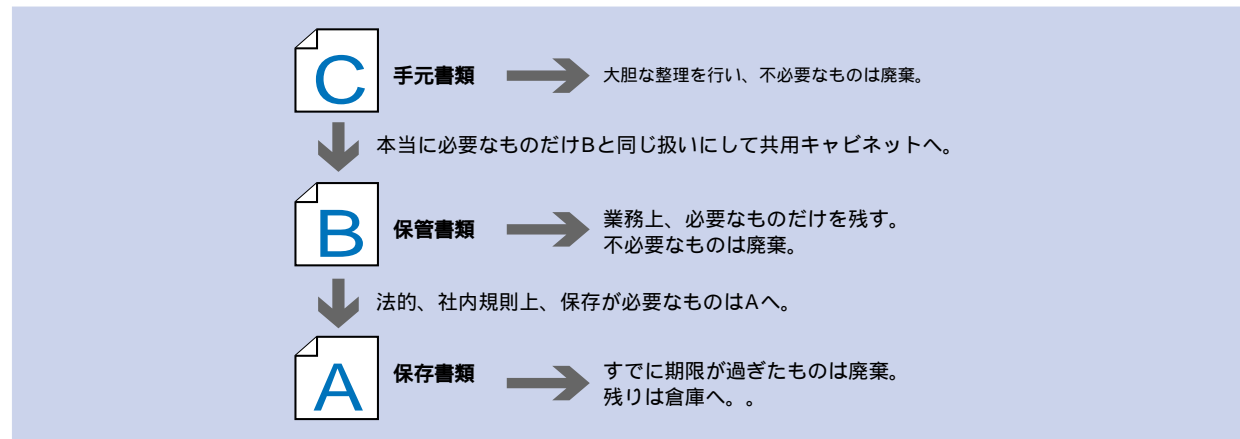 C
手元書類
大胆な整理を行い、不必要なものは廃棄。
本当に必要なものだけBと同じ扱いにして共用キャビネットへ。
B
保管書類
業務上、必要なものだけを残す。
不必要なものは廃棄。
法的、社内規則上、保存が必要なものはAへ。
A
保存書類
すでに期限が過ぎたものは廃棄。
残りは倉庫へ。。